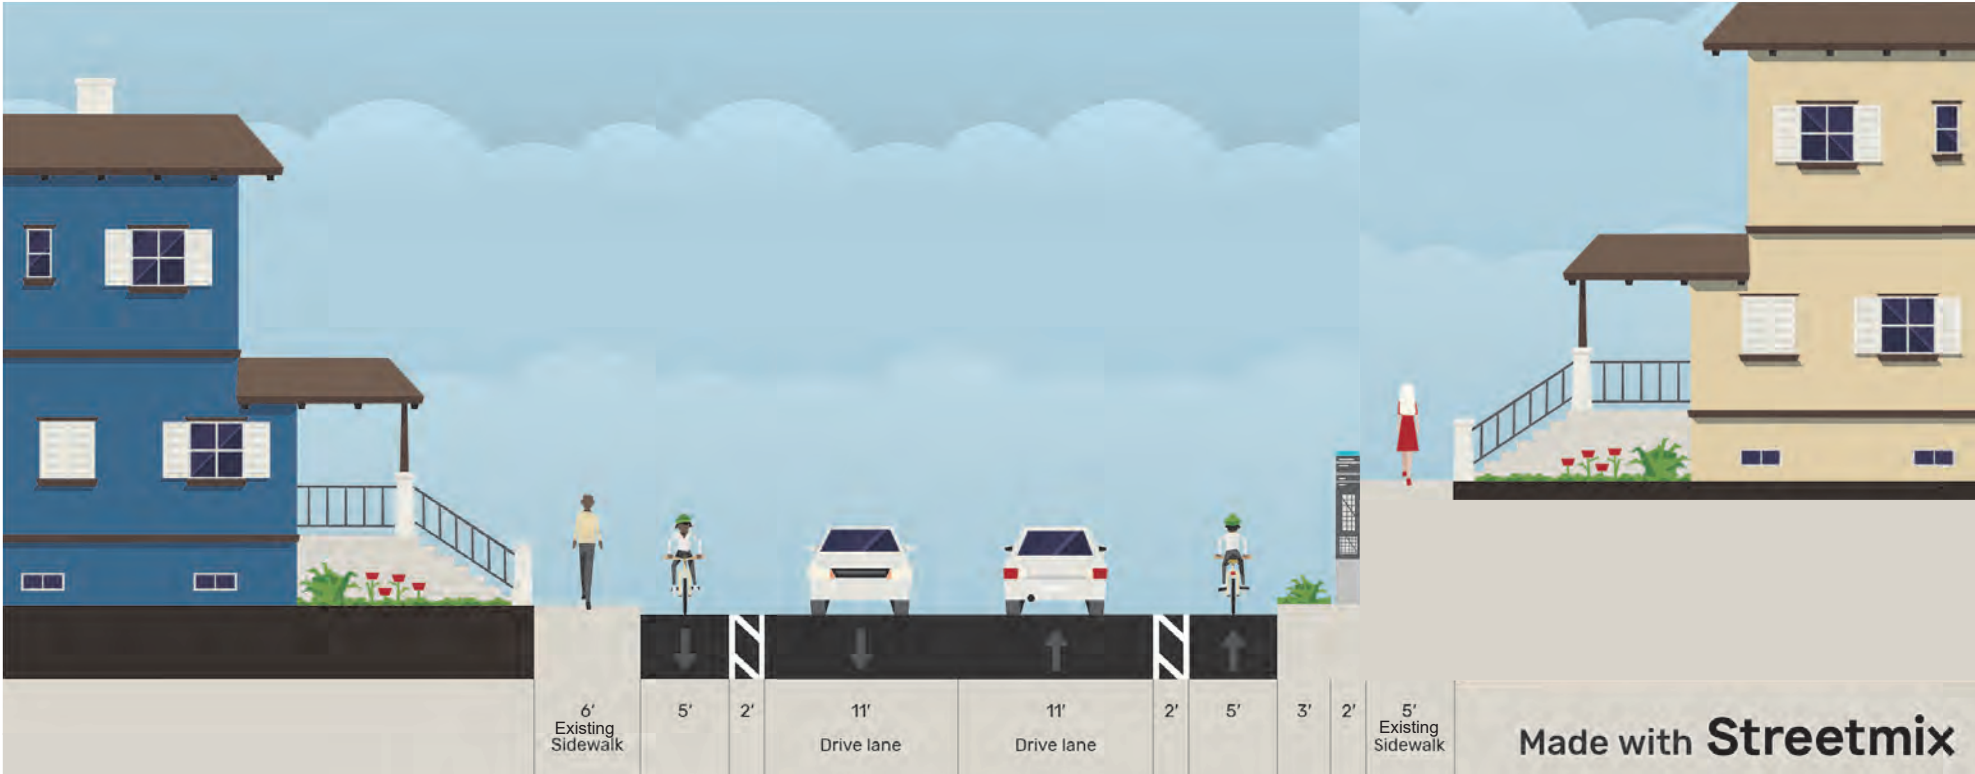 6'
Existing
Sidewalk
5'
2'
11'
Drive lane
11'
Drive lane
2'
5'
3'
2'
5'
Existing
Sidewalk
Made with Streetmix